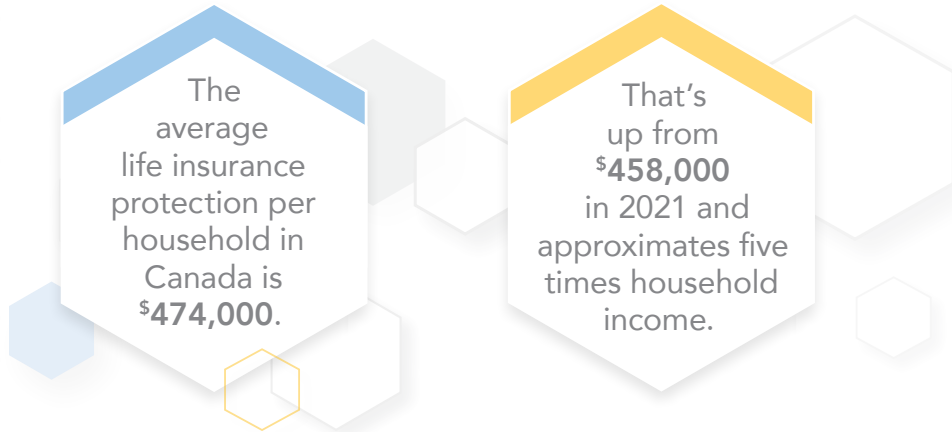 The
average
life insurance
protection per
household in
Canada is
$474,000.
That’s
up from
$458,000
in 2021 and
approximates five
times household
income.